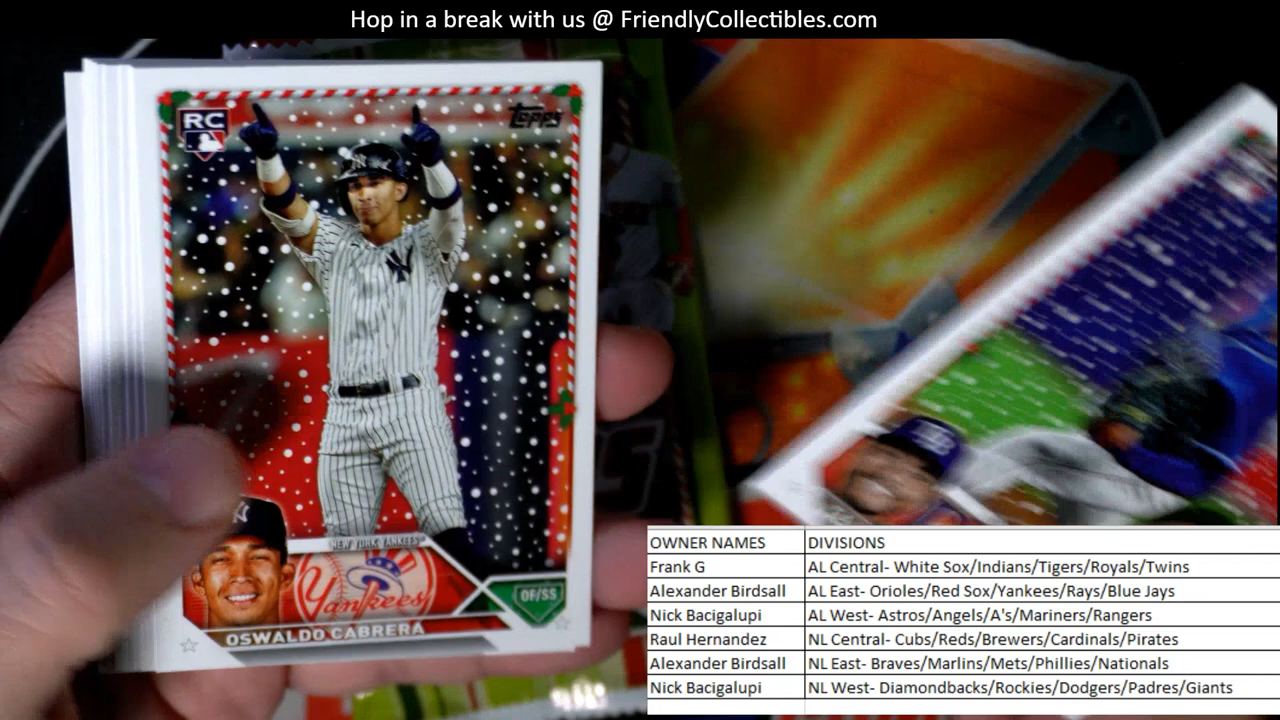 Hop in a break with us @ FriendlyCollectibles.com
RC
Topps
NY
NEW YORK YANKEES
Yankees
OF/SS
OSWALDO CABRERA
OWNER NAMES DIVISIONS
Frank G AL Central- White Sox/Indians/Tigers/Royals/Twins
Alexander Birdsall AL East- Orioles/Red Sox/Yankees/Rays/Blue Jays
Nick Bacigalupi AL West- Astros/Angels/A's/Mariners/Rangers
Raul Hernandez NL Central- Cubs/Reds/Brewers/Cardinals/Pirates
Alexander Birdsall NL East- Braves/Marlins/Mets/Phillies/Nationals
Nick Bacigalupi NL West- Diamondbacks/Rockies/Dodgers/Padres/Giants